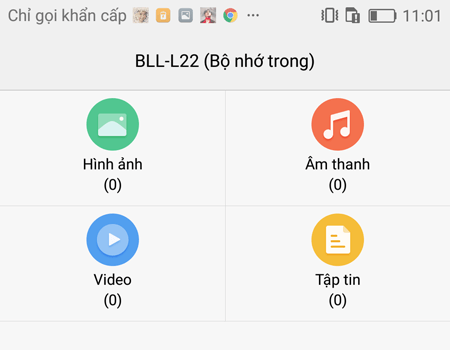 Chỉ gọi khẩn cấp ··· 11:01
BLL-L22 (Bộ nhớ trong)
Hình ảnh
(0)
Âm thanh
(0)
Video
(0)
Tập tin
(0)